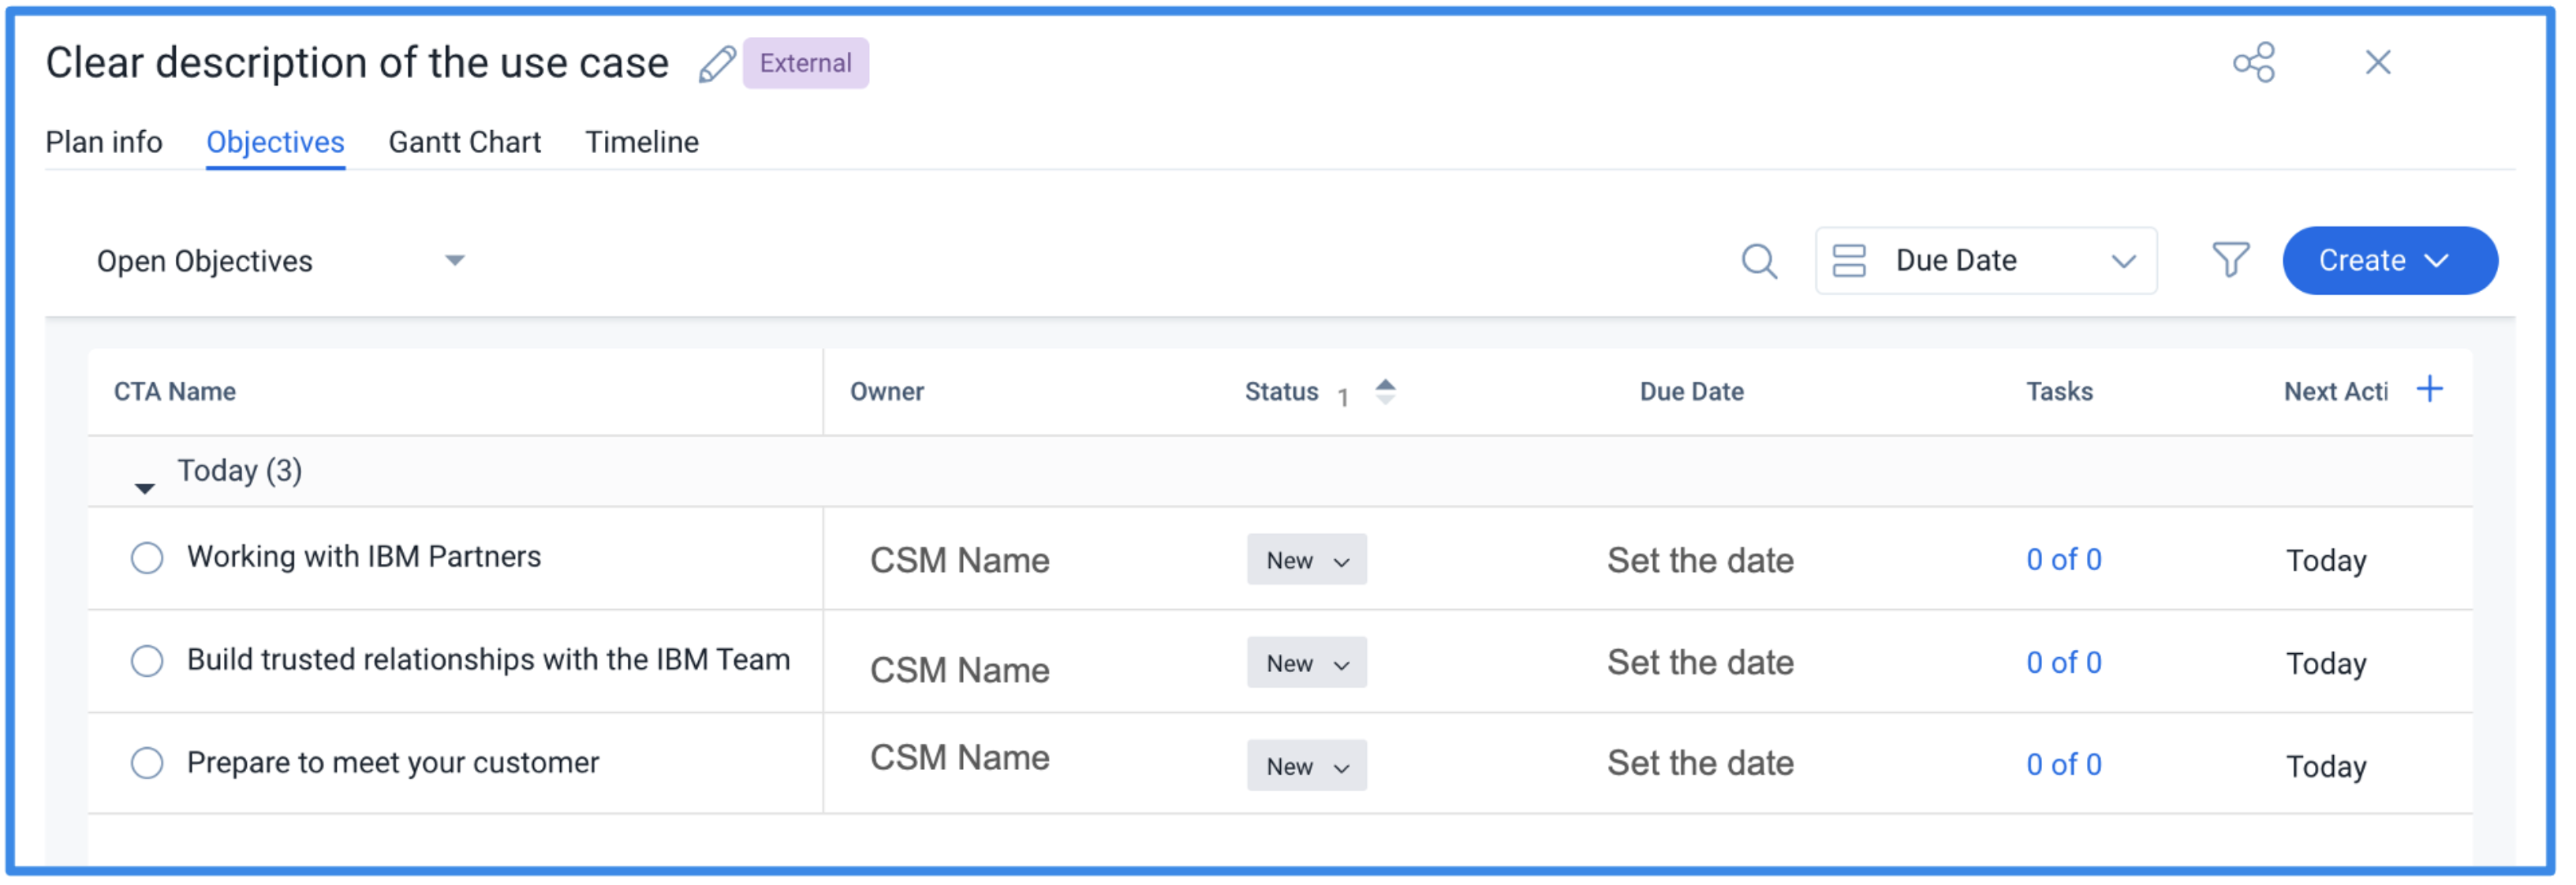 Clear description of the use case External
Plan info Objectives Gantt Chart Timeline
Open Objectives Due Date Create
CTA Name Owner Status 1 Due Date Tasks Next Acti
Today (3)
Working with IBM Partners CSM Name New Set the date 0 of 0 Today
Build trusted relationships with the IBM Team CSM Name New Set the date 0 of 0 Today
Prepare to meet your customer CSM Name New Set the date 0 of 0 Today